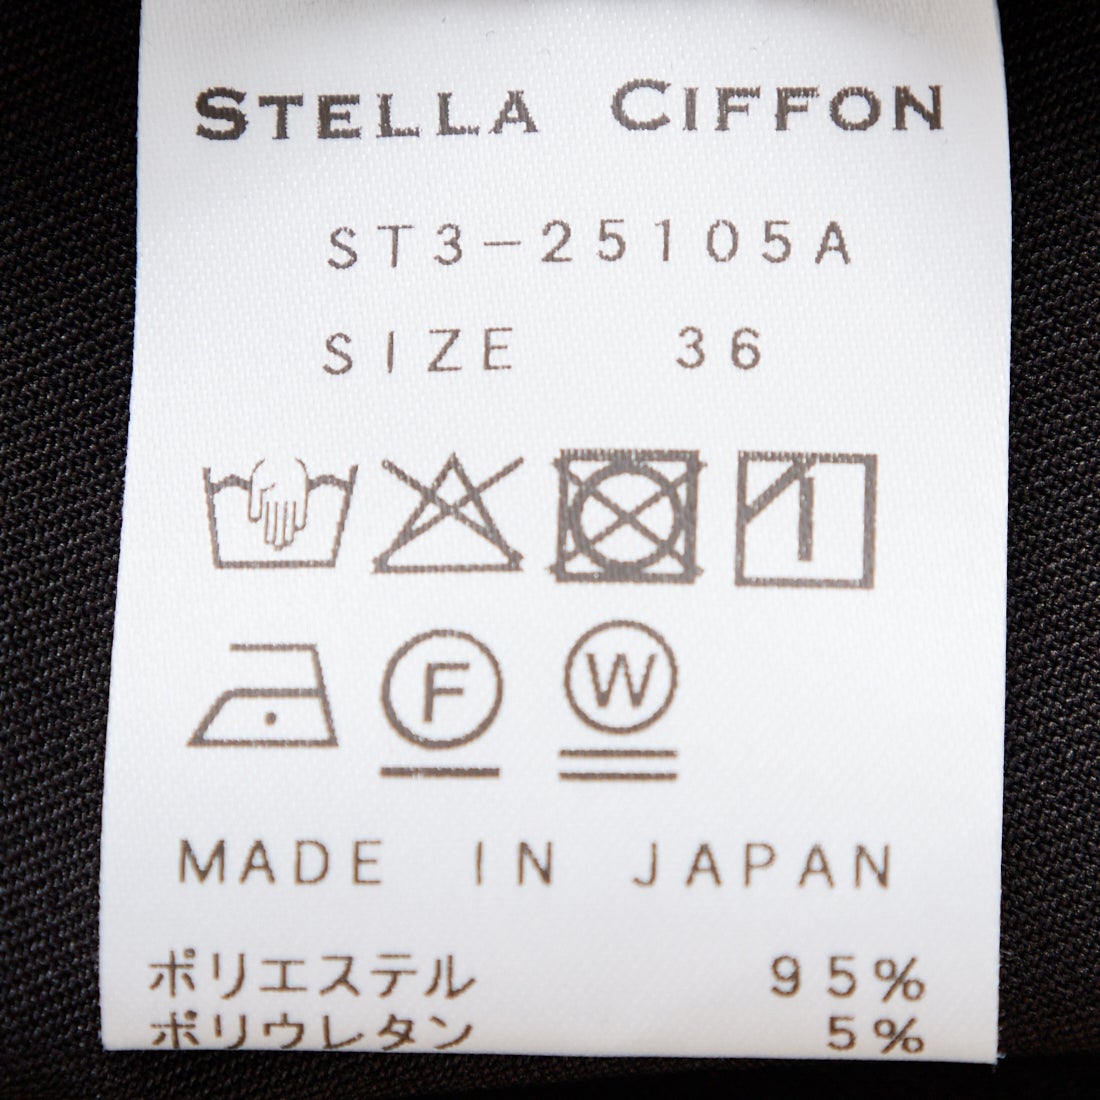 STELLA CIFFON
ST3-25105A
SIZE 36
F W
MADE IN JAPAN
ポリエステル 95%
ポリウレタン 5%